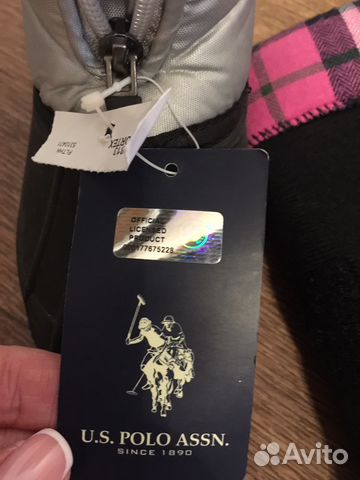 OFFICIAL
LICENSED
PRODUCT
U.S. POLO ASSN.
SINCE 1890
Avito